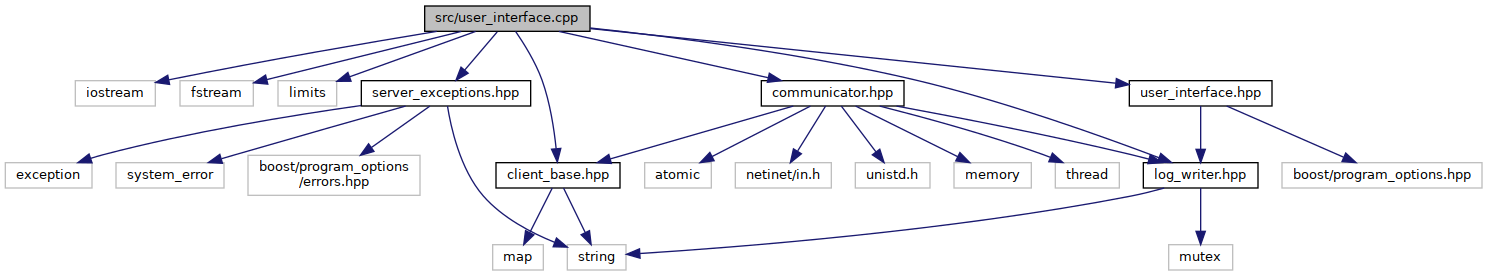 src/user_interface.cpp
iostream
fstream
limits
server_exceptions.hpp
communicator.hpp
user_interface.hpp
exception
system_error
boost/program_options
/errors.hpp
client_base.hpp
atomic
netinet/in.h
unistd.h
memory
thread
log_writer.hpp
boost/program_options.hpp
map
string
mutex